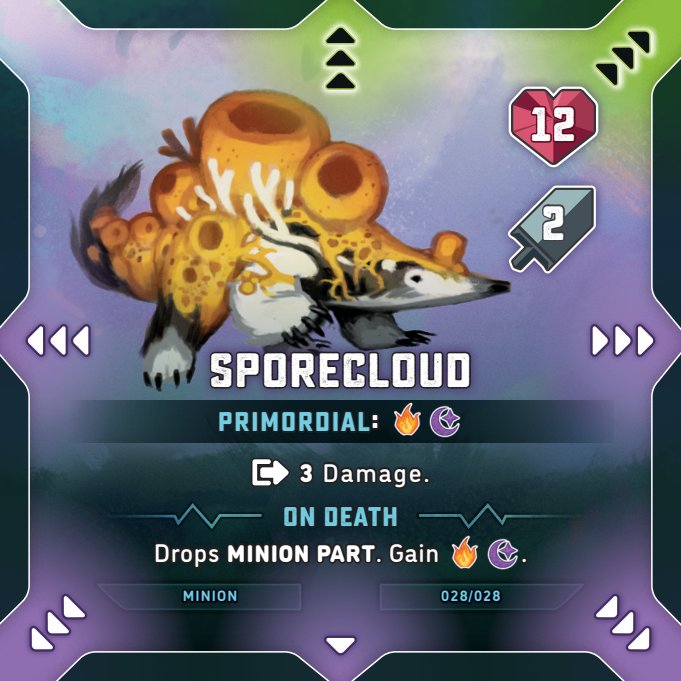 12
2
SPORECLOUD
PRIMORDIAL:
3 Damage.
ON DEATH
Drops MINION PART. Gain .
MINION
028/028